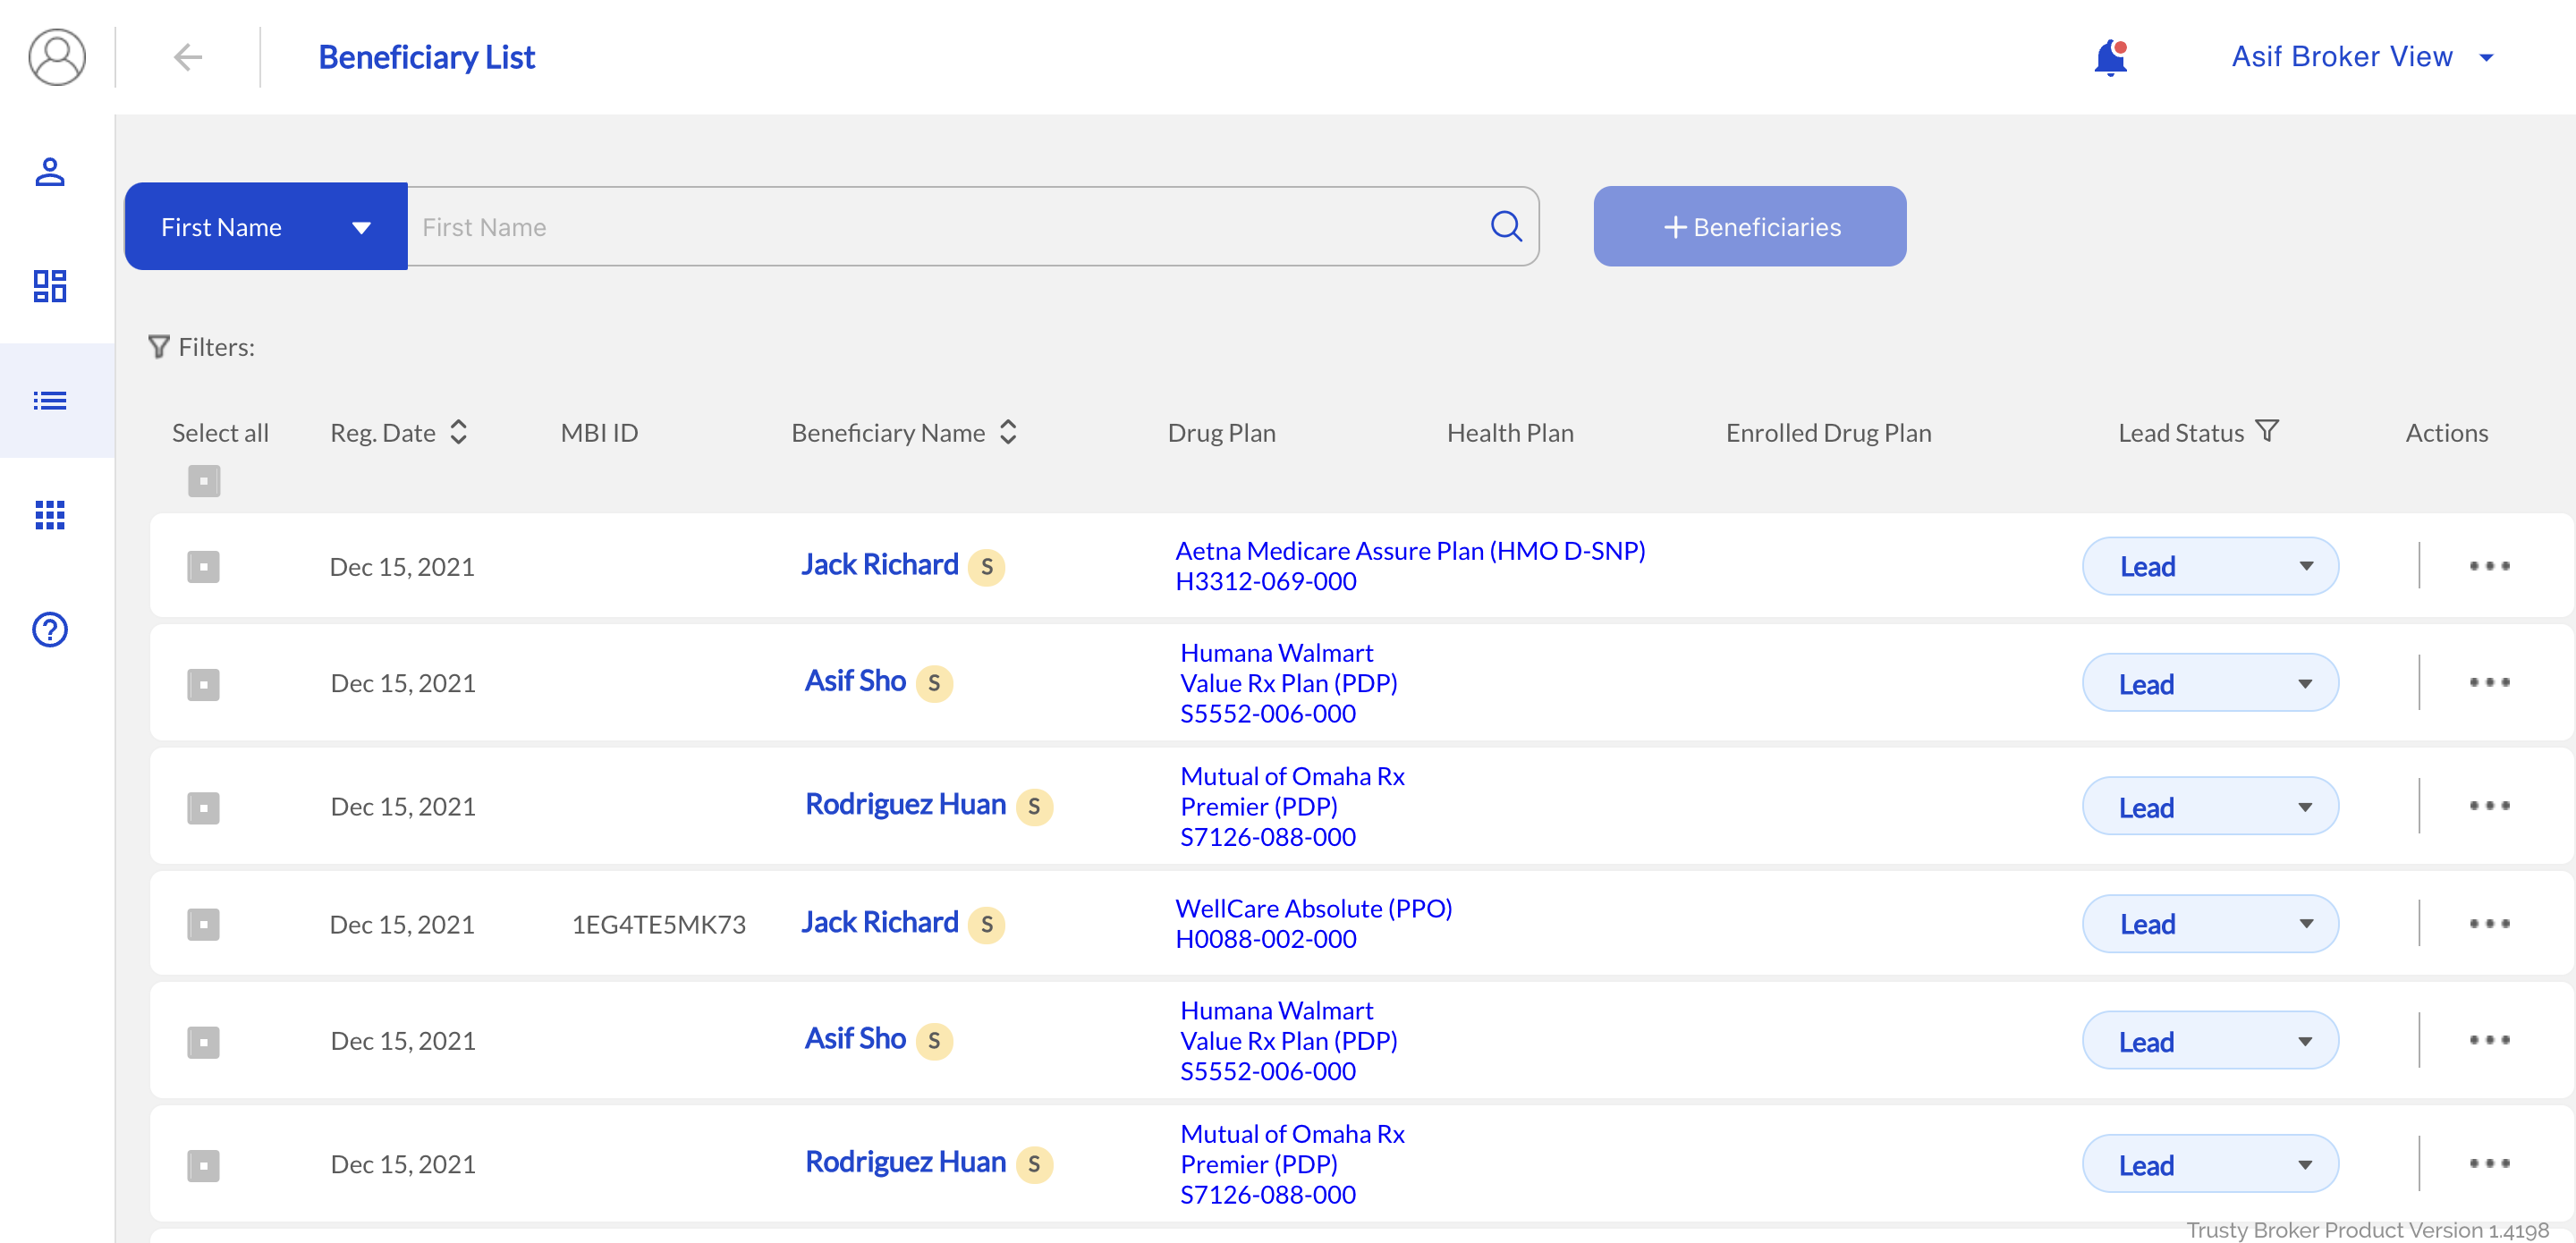 Beneficiary List
Asif Broker View
First Name
First Name
+ Beneficiaries
Filters:
Select all Reg. Date MBI ID Beneficiary Name Drug Plan Health Plan Enrolled Drug Plan Lead Status Actions
Dec 15, 2021 Jack Richard S Aetna Medicare Assure Plan (HMO D-SNP) Lead
H3312-069-000
Humana Walmart
Dec 15, 2021 Asif Sho S Value Rx Plan (PDP) Lead
S5552-006-000
Mutual of Omaha Rx
Dec 15, 2021 Rodriguez Huan S Premier (PDP) Lead
S7126-088-000
Dec 15, 2021 1EG4TE5MK73 Jack Richard S WellCare Absolute (PPO) Lead
H0088-002-000
Humana Walmart
Dec 15, 2021 Asif Sho S Value Rx Plan (PDP) Lead
S5552-006-000
Mutual of Omaha Rx
Dec 15, 2021 Rodriguez Huan S Premier (PDP) Lead
S7126-088-000
Trusty Broker Product Version 1.4198